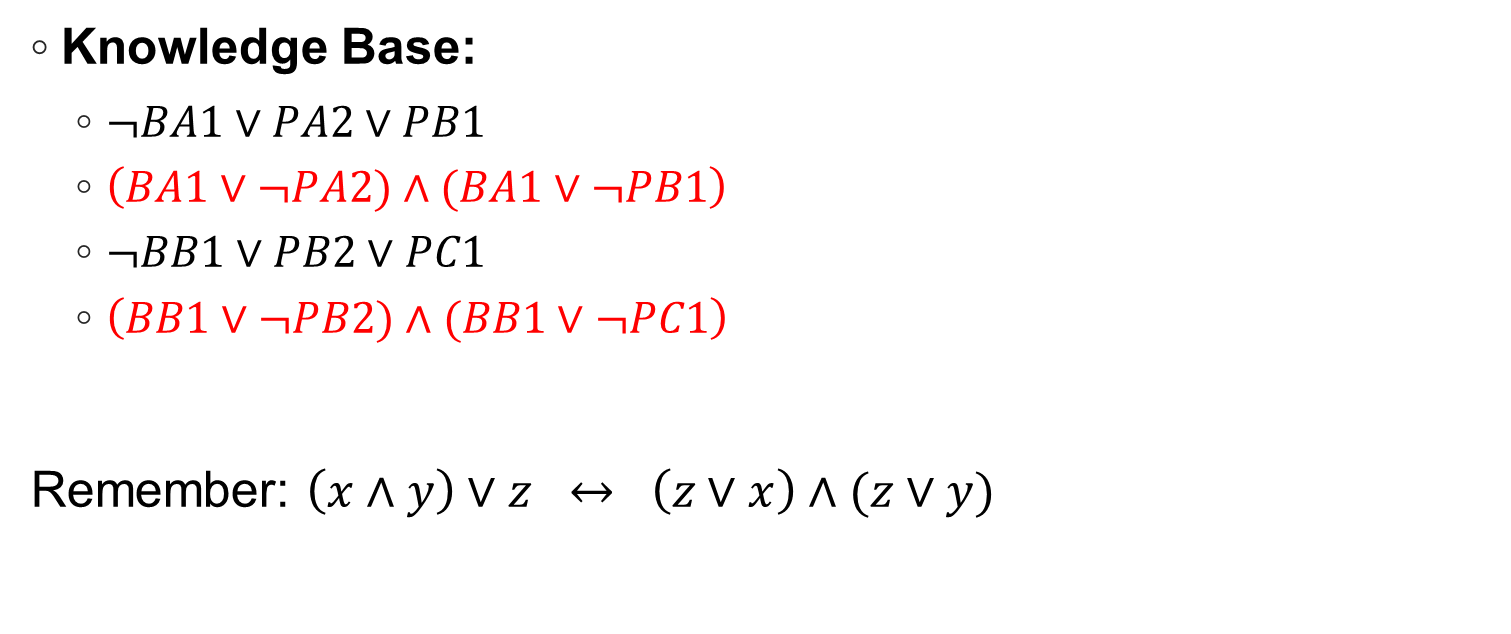 ◦ Knowledge Base:
◦ ¬BA1 ∨ PA2 ∨ PB1
◦ (BA1 ∨ ¬PA2) ∧ (BA1 ∨ ¬PB1)
◦ ¬BB1 ∨ PB2 ∨ PC1
◦ (BB1 ∨ ¬PB2) ∧ (BB1 ∨ ¬PC1)
Remember: (x ∧ y) ∨ z ↔ (z ∨ x) ∧ (z ∨ y)